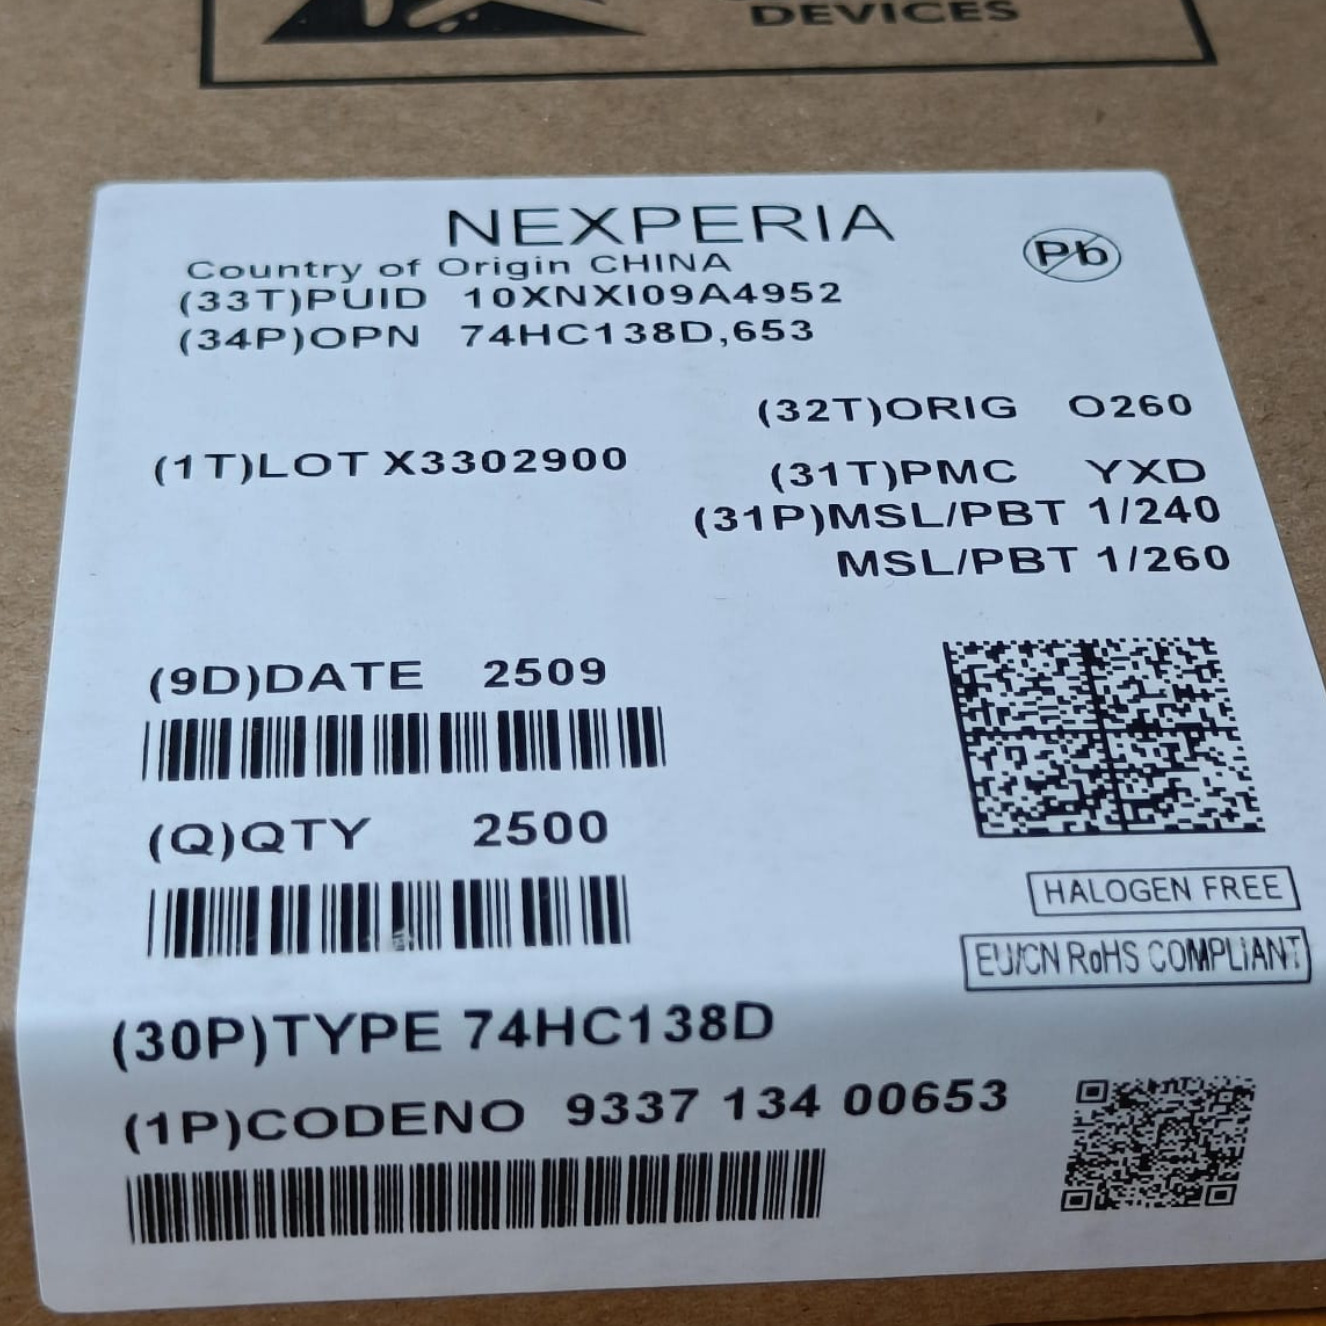 DEVICES
NEXPERIA
Pb
Country of Origin CHINA
(33T)PUID 10XNXI09A4952
(34P)OPN 74HC138D,653
(32T)ORIG O260
(1T)LOT X3302900
(31T)PMC YXD
(31P)MSL/PBT 1/240
MSL/PBT 1/260
(9D)DATE 2509
(Q)QTY 2500
HALOGEN FREE
EU/CN RoHS COMPLIANT
(30P)TYPE 74HC138D
(1P)CODENO 9337 134 00653